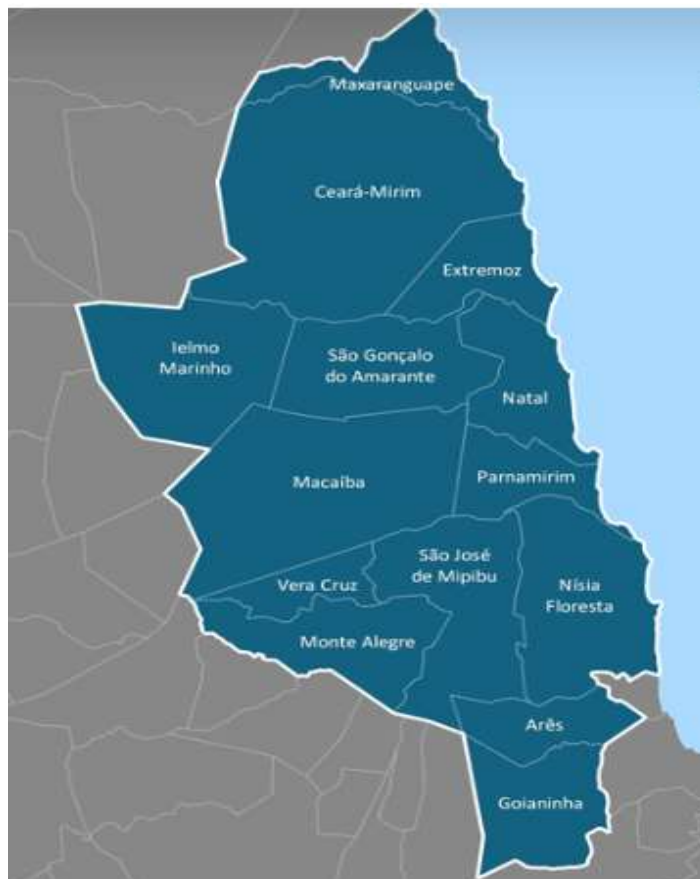 Maxaranguape
Ceará-Mirim
Extremoz
Ielmo
Marinho
São Gonçalo
do Amarante
Natal
Macaíba
Parnamirim
São José
de Mipibu
Vera Cruz
Nísia
Floresta
Monte Alegre
Arês
Goianinha